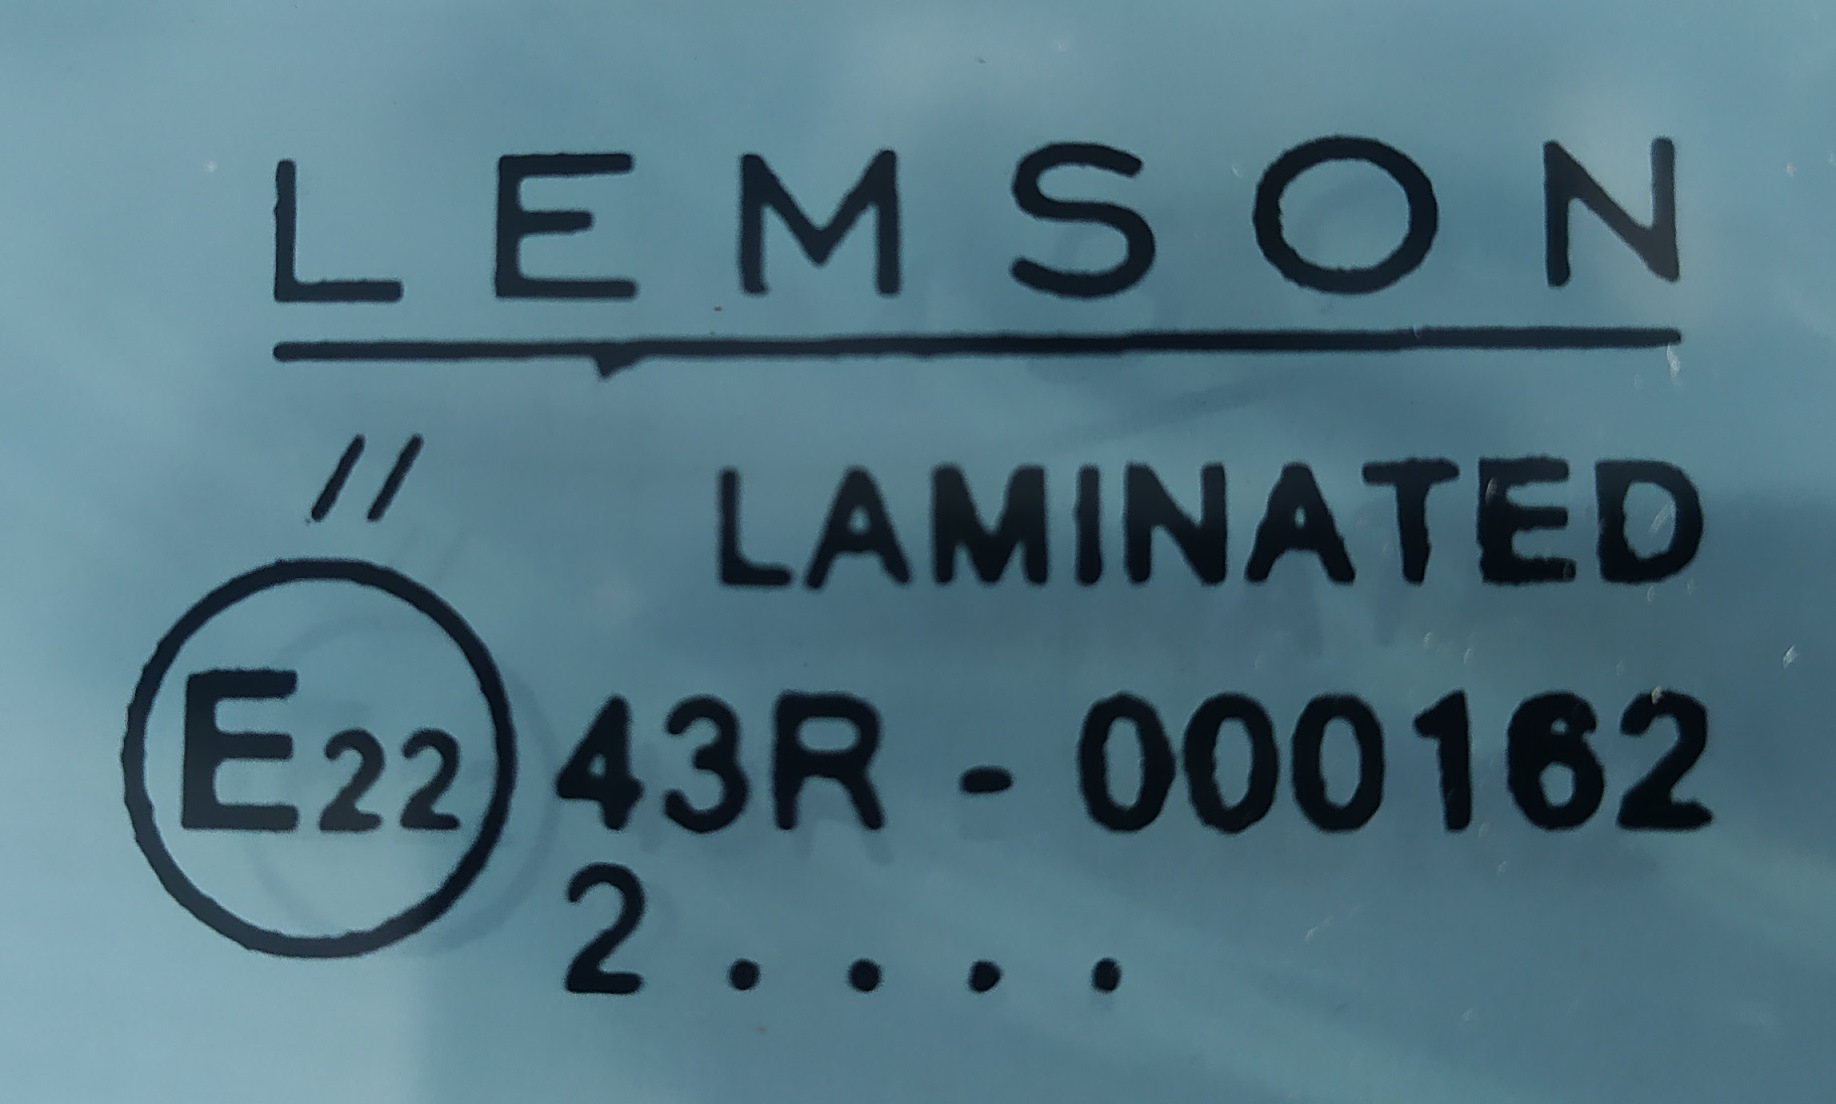 LEMSON
// LAMINATED
E22 43R - 000162
2 . . . .